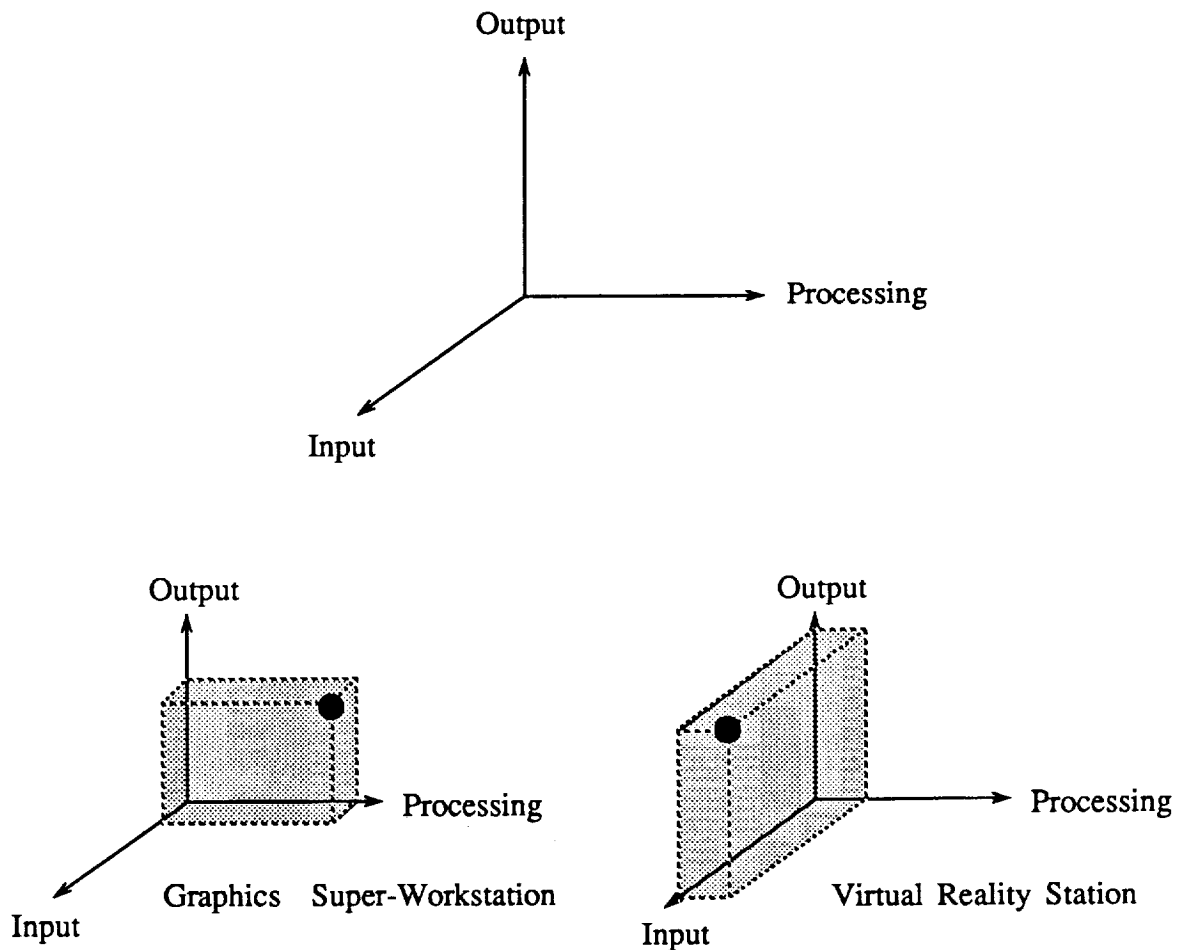 Output
Processing
Input
Output
Processing
Input
Graphics Super-Workstation
Output
Processing
Input
Virtual Reality Station